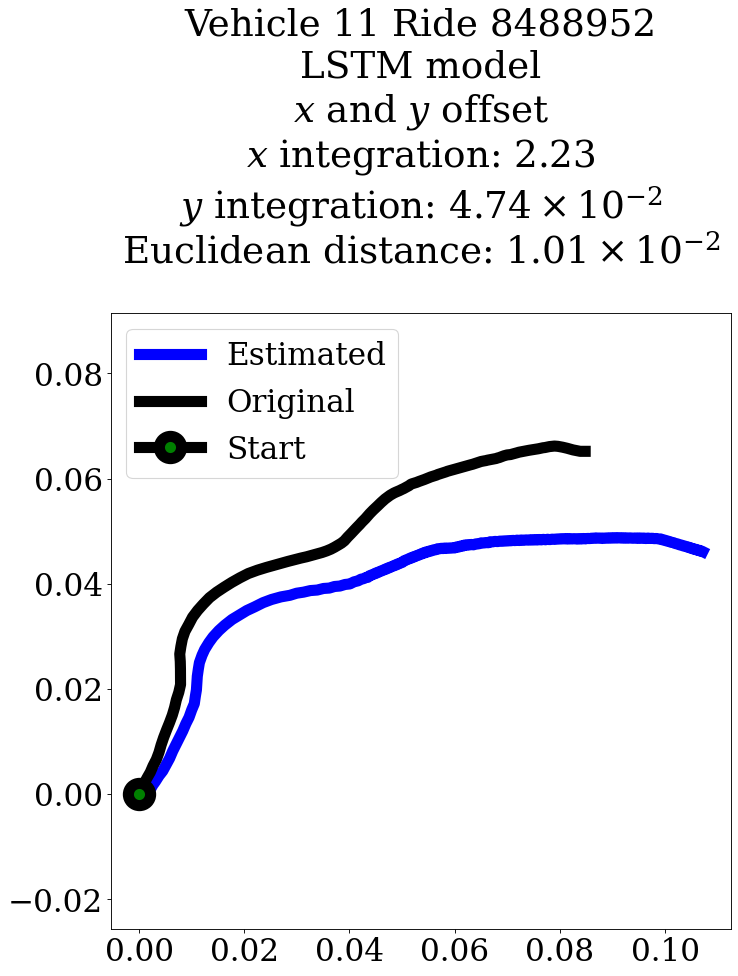 Vehicle 11 Ride 8488952
LSTM model
x and y offset
x integration: 2.23
y integration: 4.74 × 10⁻²
Euclidean distance: 1.01 × 10⁻²
Estimated
Original
Start
0.08
0.06
0.04
0.02
0.00
−0.02
0.00 0.02 0.04 0.06 0.08 0.10